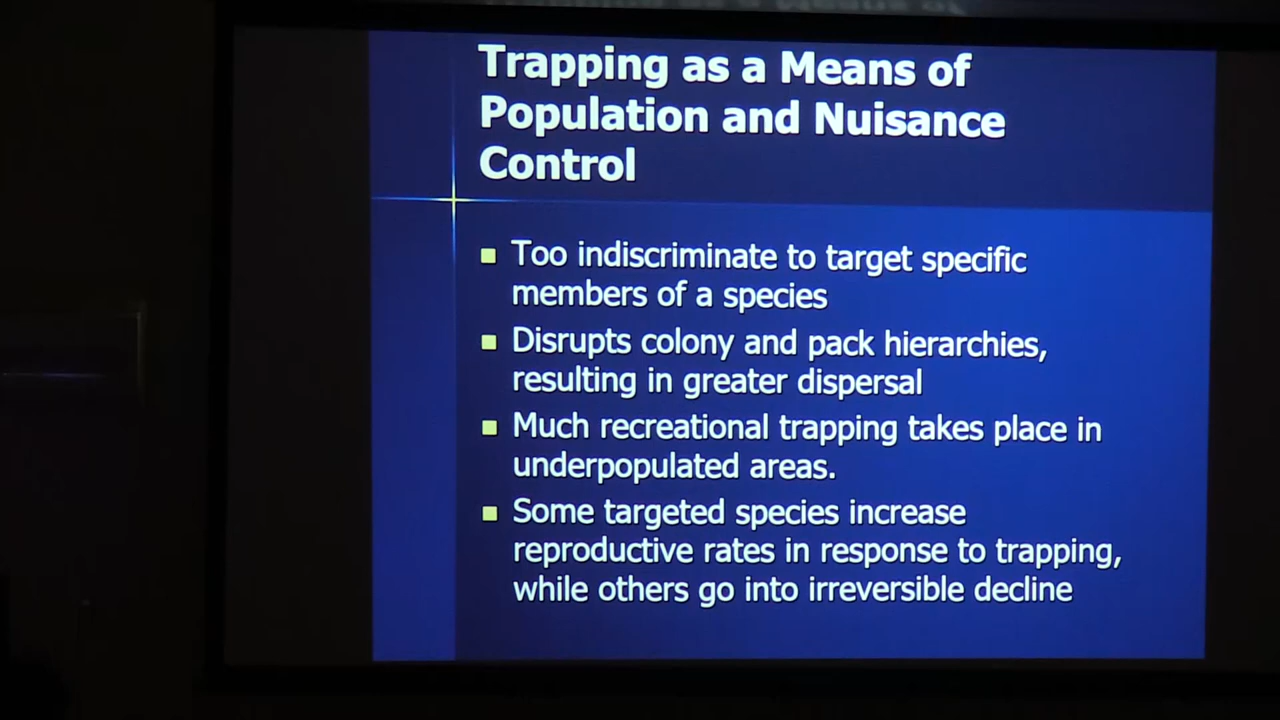 Trapping as a Means of
Population and Nuisance
Control
Too indiscriminate to target specific
members of a species
Disrupts colony and pack hierarchies,
resulting in greater dispersal
Much recreational trapping takes place in
underpopulated areas.
Some targeted species increase
reproductive rates in response to trapping,
while others go into irreversible decline